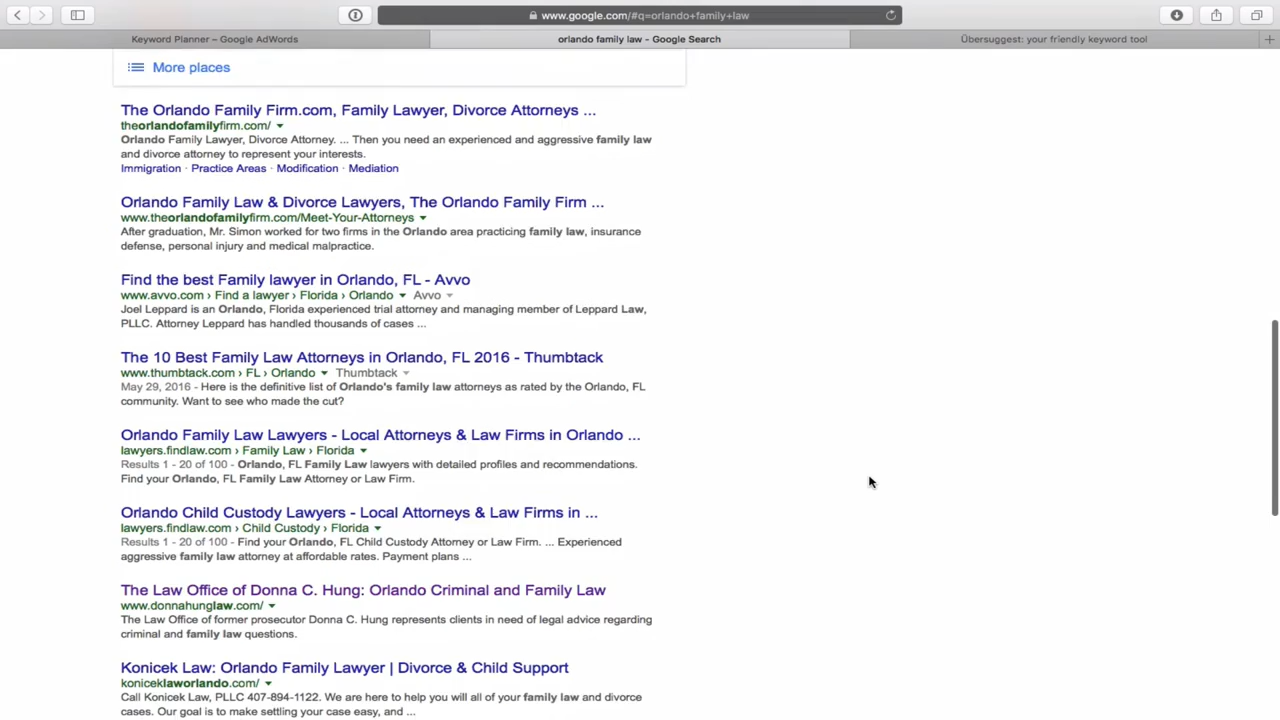 www.google.com/#q=orlando+family+law
Keyword Planner – Google AdWords
orlando family law - Google Search
Übersuggest: your friendly keyword tool
More places
The Orlando Family Firm.com, Family Lawyer, Divorce Attorneys ...
theorlandofamilyfirm.com/
Orlando Family Lawyer, Divorce Attorney. ... Then you need an experienced and aggressive family law
and divorce attorney to represent your interests.
Immigration · Practice Areas · Modification · Mediation
Orlando Family Law & Divorce Lawyers, The Orlando Family Firm ...
www.theorlandofamilyfirm.com/Meet-Your-Attorneys
After graduation, Mr. Simon worked for two firms in the Orlando area practicing family law, insurance
defense, personal injury and medical malpractice.
Find the best Family lawyer in Orlando, FL - Avvo
www.avvo.com › Find a lawyer › Florida › Orlando Avvo
Joel Leppard is an Orlando, Florida experienced trial attorney and managing member of Leppard Law,
PLLC. Attorney Leppard has handled thousands of cases ...
The 10 Best Family Law Attorneys in Orlando, FL 2016 - Thumbtack
www.thumbtack.com › FL › Orlando Thumbtack
May 29, 2016 - Here is the definitive list of Orlando's family law attorneys as rated by the Orlando, FL
community. Want to see who made the cut?
Orlando Family Law Lawyers - Local Attorneys & Law Firms in Orlando ...
lawyers.findlaw.com › Family Law › Florida
Results 1 - 20 of 100 - Orlando, FL Family Law lawyers with detailed profiles and recommendations.
Find your Orlando, FL Family Law Attorney or Law Firm.
Orlando Child Custody Lawyers - Local Attorneys & Law Firms in ...
lawyers.findlaw.com › Child Custody › Florida
Results 1 - 20 of 100 - Find your Orlando, FL Child Custody Attorney or Law Firm. ... Experienced
aggressive family law attorney at affordable rates. Payment plans ...
The Law Office of Donna C. Hung: Orlando Criminal and Family Law
www.donnahunglaw.com/
The Law Office of former prosecutor Donna C. Hung represents clients in need of legal advice regarding
criminal and family law questions.
Konicek Law: Orlando Family Lawyer | Divorce & Child Support
koniceklaworlando.com/
Call Konicek Law, PLLC 407-894-1122. We are here to help you will all of your family law and divorce
cases. Our goal is to make settling your case easy, and ...